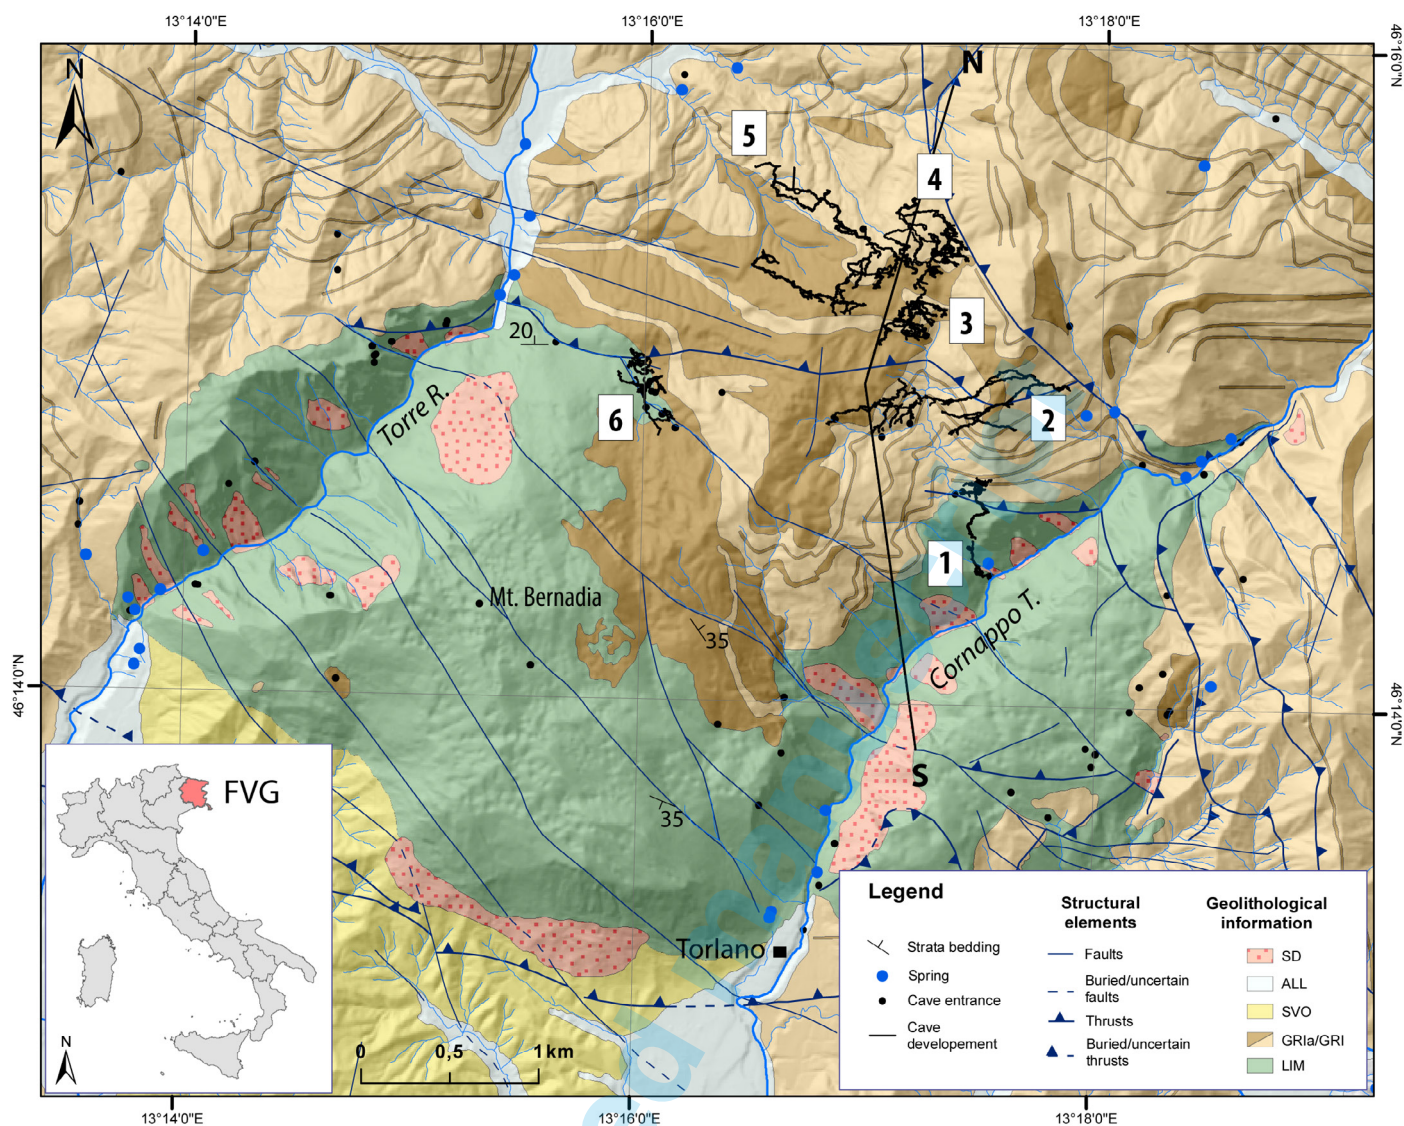 13°14'0"E
13°16'0"E
13°18'0"E
46°16'0"N
N
N
5
4
3
20
Torre R.
6
2
1
Mt. Bernadia
35
Cornappo T.
46°14'0"N
46°14'0"N
S
35
FVG
Torlano
N
0
0,5
1 km
Legend
Strata bedding
Spring
Cave entrance
Cave
developement
Structural
elements
Faults
Buried/uncertain
faults
Thrusts
Buried/uncertain
thrusts
Geolithological
information
SD
ALL
SVO
GRIa/GRI
LIM
13°14'0"E
13°16'0"E
13°18'0"E